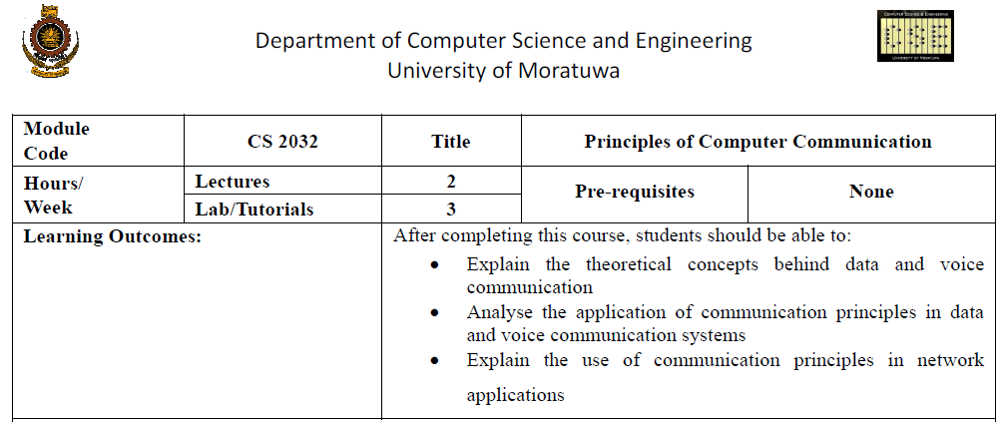 Department of Computer Science and Engineering
University of Moratuwa
COMPUTER SCIENCE & ENGINEERING
UNIVERSITY OF MORATUWA
Module
Code
CS 2032
Title
Principles of Computer Communication
Hours/
Week
Lectures
2
Pre-requisites
None
Lab/Tutorials
3
Learning Outcomes:
After completing this course, students should be able to:
• Explain the theoretical concepts behind data and voice
communication
• Analyse the application of communication principles in data
and voice communication systems
• Explain the use of communication principles in network
applications